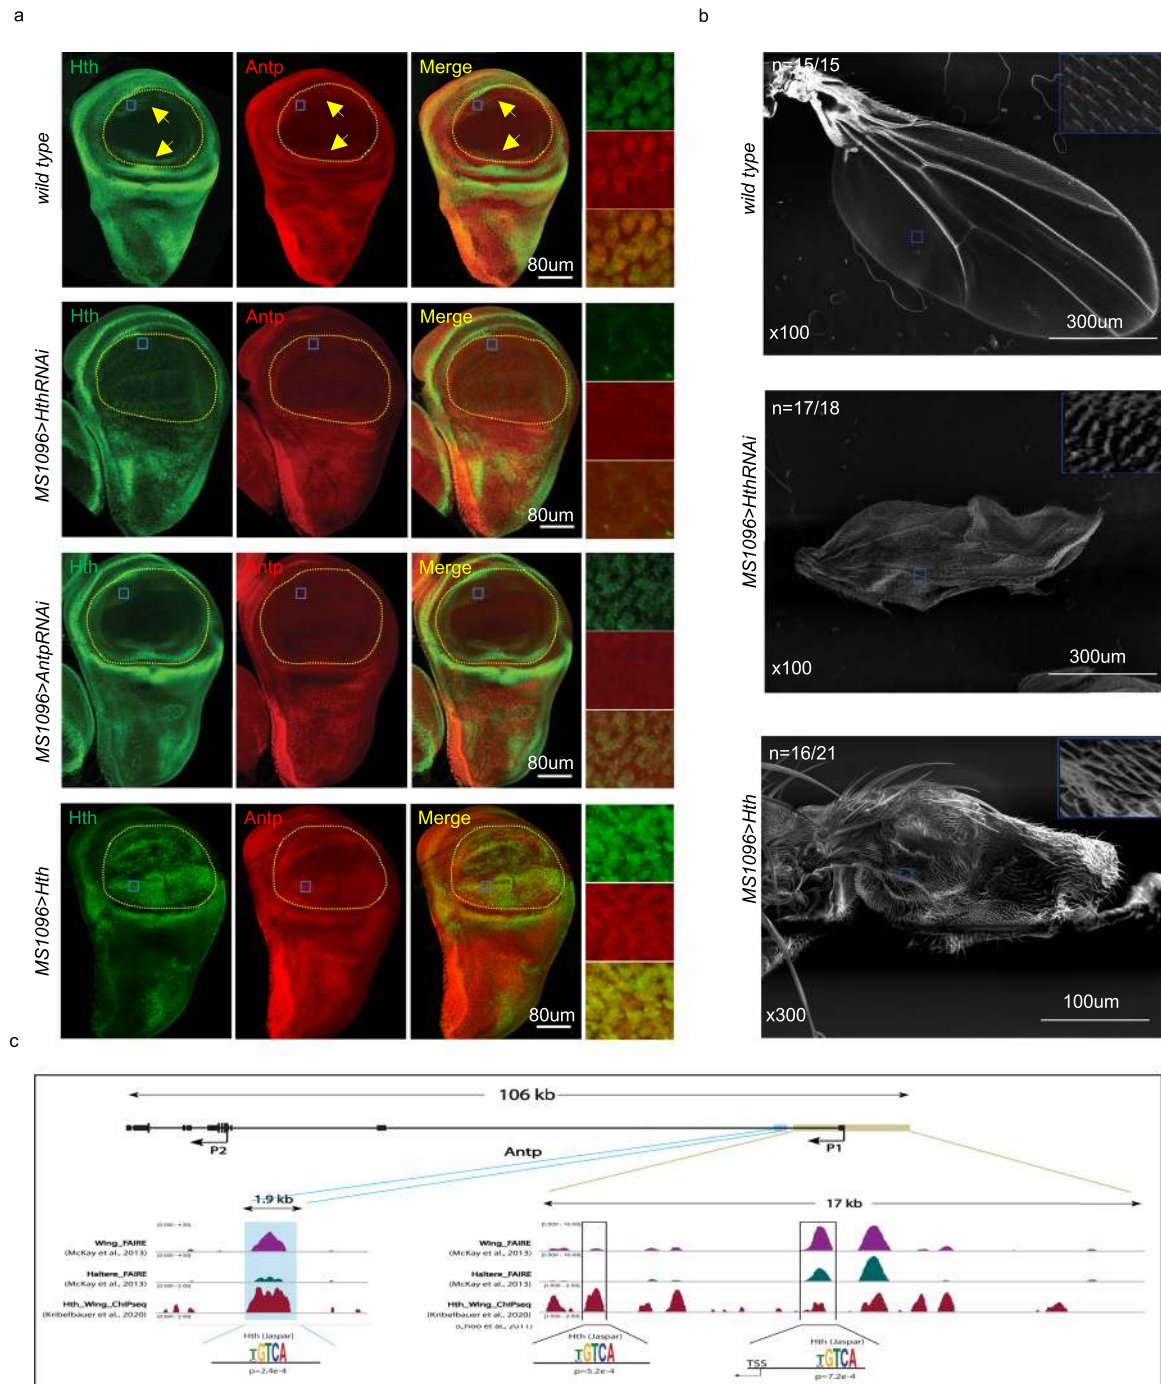 a
b
Hth
Antp
Merge
wild type
80um
Hth
Antp
Merge
MS1096>HthRNAi
80um
Hth
Antp
Merge
MS1096>AntpRNAi
80um
Hth
Antp
Merge
MS1096>Hth
80um
n=15/15
wild type
x100
300um
n=17/18
MS1096>HthRNAi
x100
300um
n=16/21
MS1096>Hth
x300
100um
c
106 kb
P2
Antp
P1
1.9 kb
17 kb
Wing_FAIRE
(McKay et al., 2013)
Haltere_FAIRE
(McKay et al., 2013)
Hth_Wing_ChIPseq
(Kribelbauer et al., 2020)
Hth (Jaspar)
TGTCA
p=2.4e-4
Wing_FAIRE
(McKay et al., 2013)
Haltere_FAIRE
(McKay et al., 2013)
Hth_Wing_ChIPseq
(Kribelbauer et al., 2020)
(Choo et al., 2011)
Hth (Jaspar)
TGTCA
p=5.2e-4
Hth (Jaspar)
TSS
TGTCA
p=7.2e-4